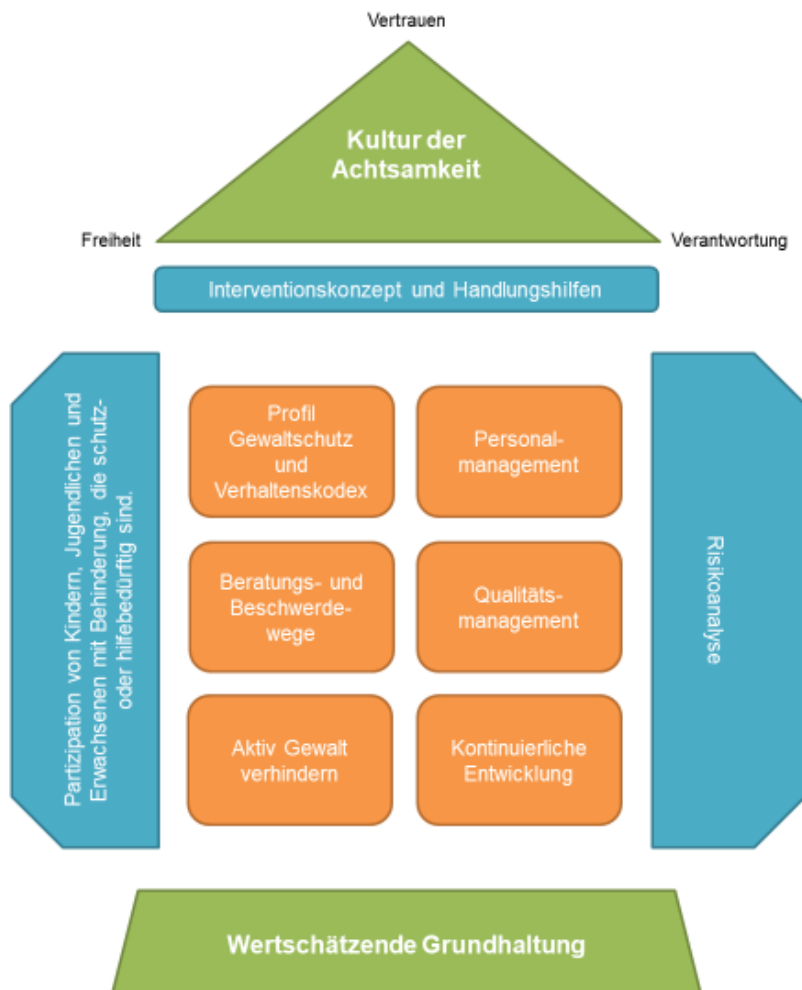 Vertrauen
Kultur der
Achtsamkeit
Freiheit
Verantwortung
Interventionskonzept und Handlungshilfen
Partizipation von Kindern, Jugendlichen und
Erwachsenen mit Behinderung, die schutz-
oder hilfebedürftig sind.
Profil
Gewaltschutz
und
Verhaltenskodex
Personal-
management
Beratungs- und
Beschwerde-
wege
Qualitäts-
management
Aktiv Gewalt
verhindern
Kontinuierliche
Entwicklung
Risikoanalyse
Wertschätzende Grundhaltung